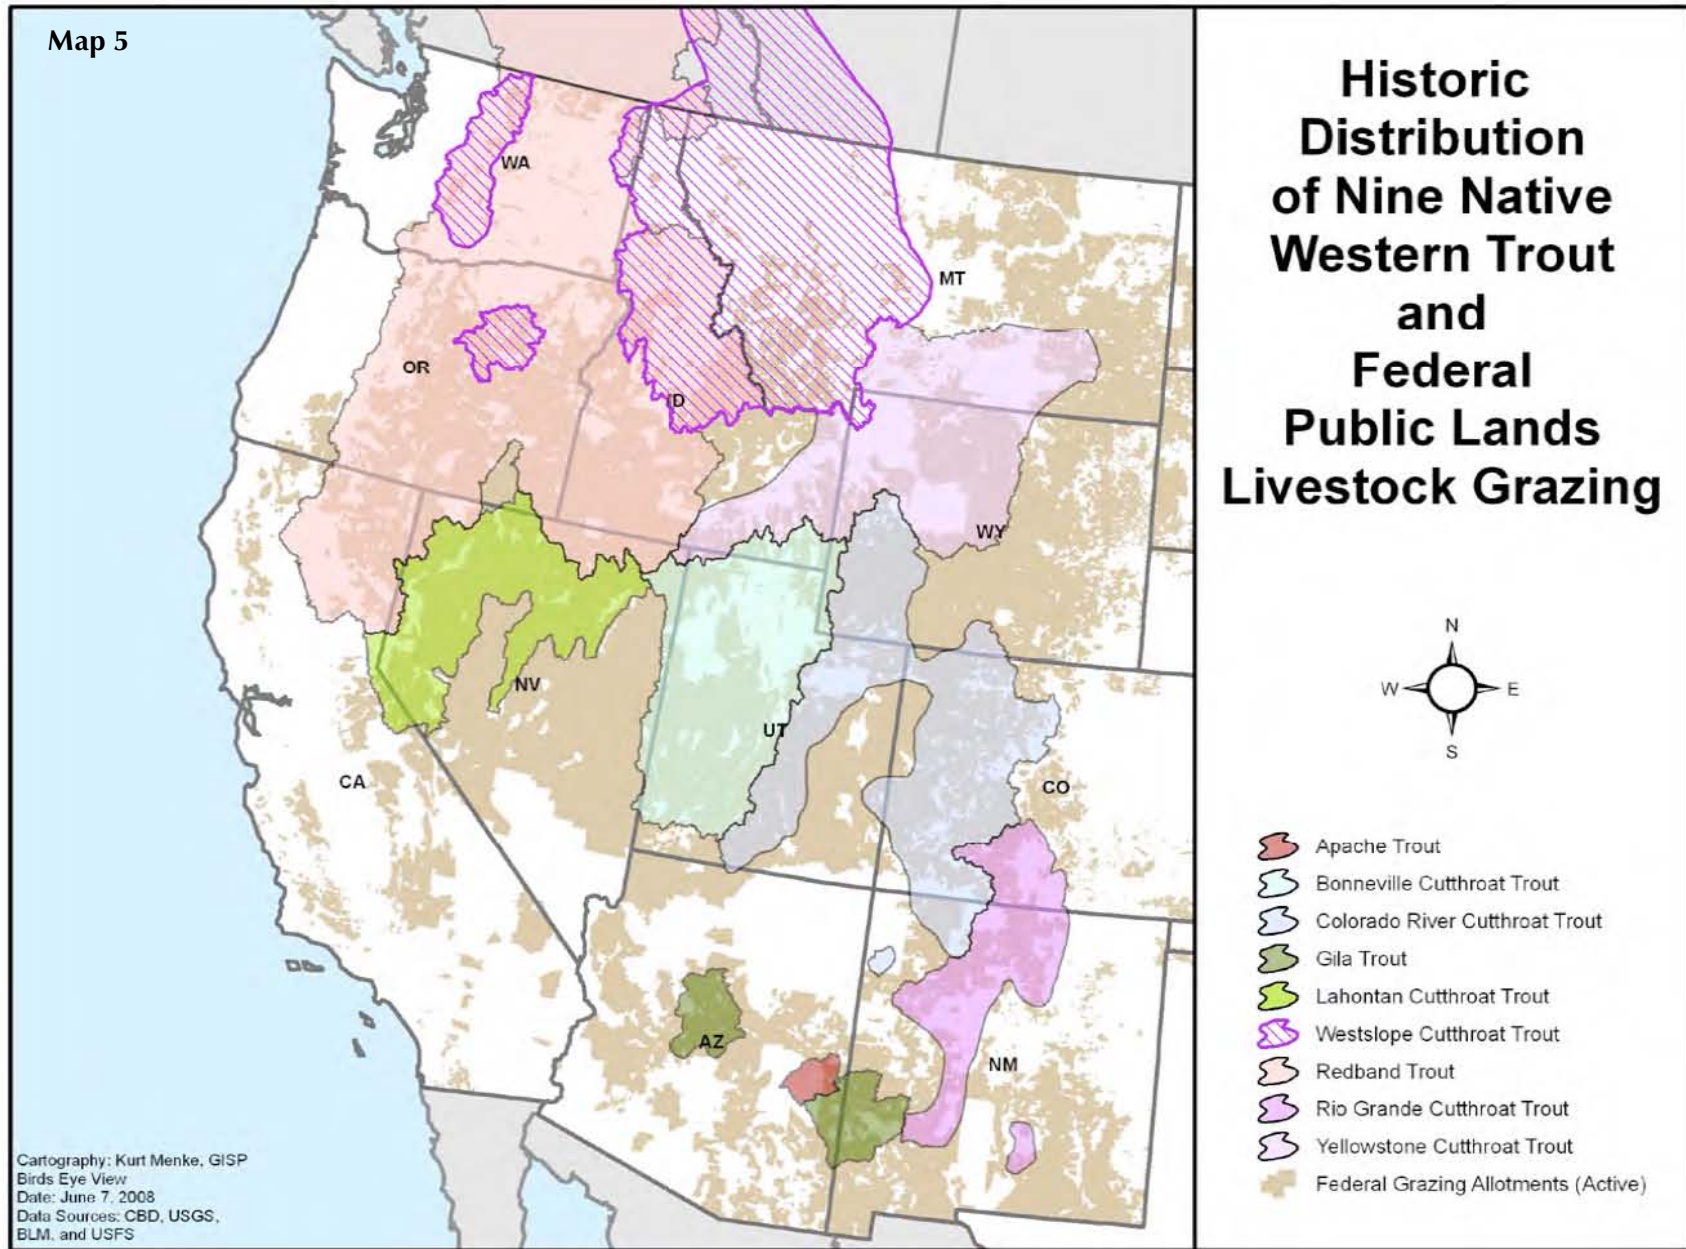 Map 5
Historic
Distribution
of Nine Native
Western Trout
and
Federal
Public Lands
Livestock Grazing
WA
MT
OR
ID
WY
NV
UT
CA
CO
AZ
NM
N
W
E
S
Apache Trout
Bonneville Cutthroat Trout
Colorado River Cutthroat Trout
Gila Trout
Lahontan Cutthroat Trout
Westslope Cutthroat Trout
Redband Trout
Rio Grande Cutthroat Trout
Yellowstone Cutthroat Trout
Federal Grazing Allotments (Active)
Cartography: Kurt Menke, GISP
Birds Eye View
Date: June 7, 2008
Data Sources: CBD, USGS,
BLM, and USFS